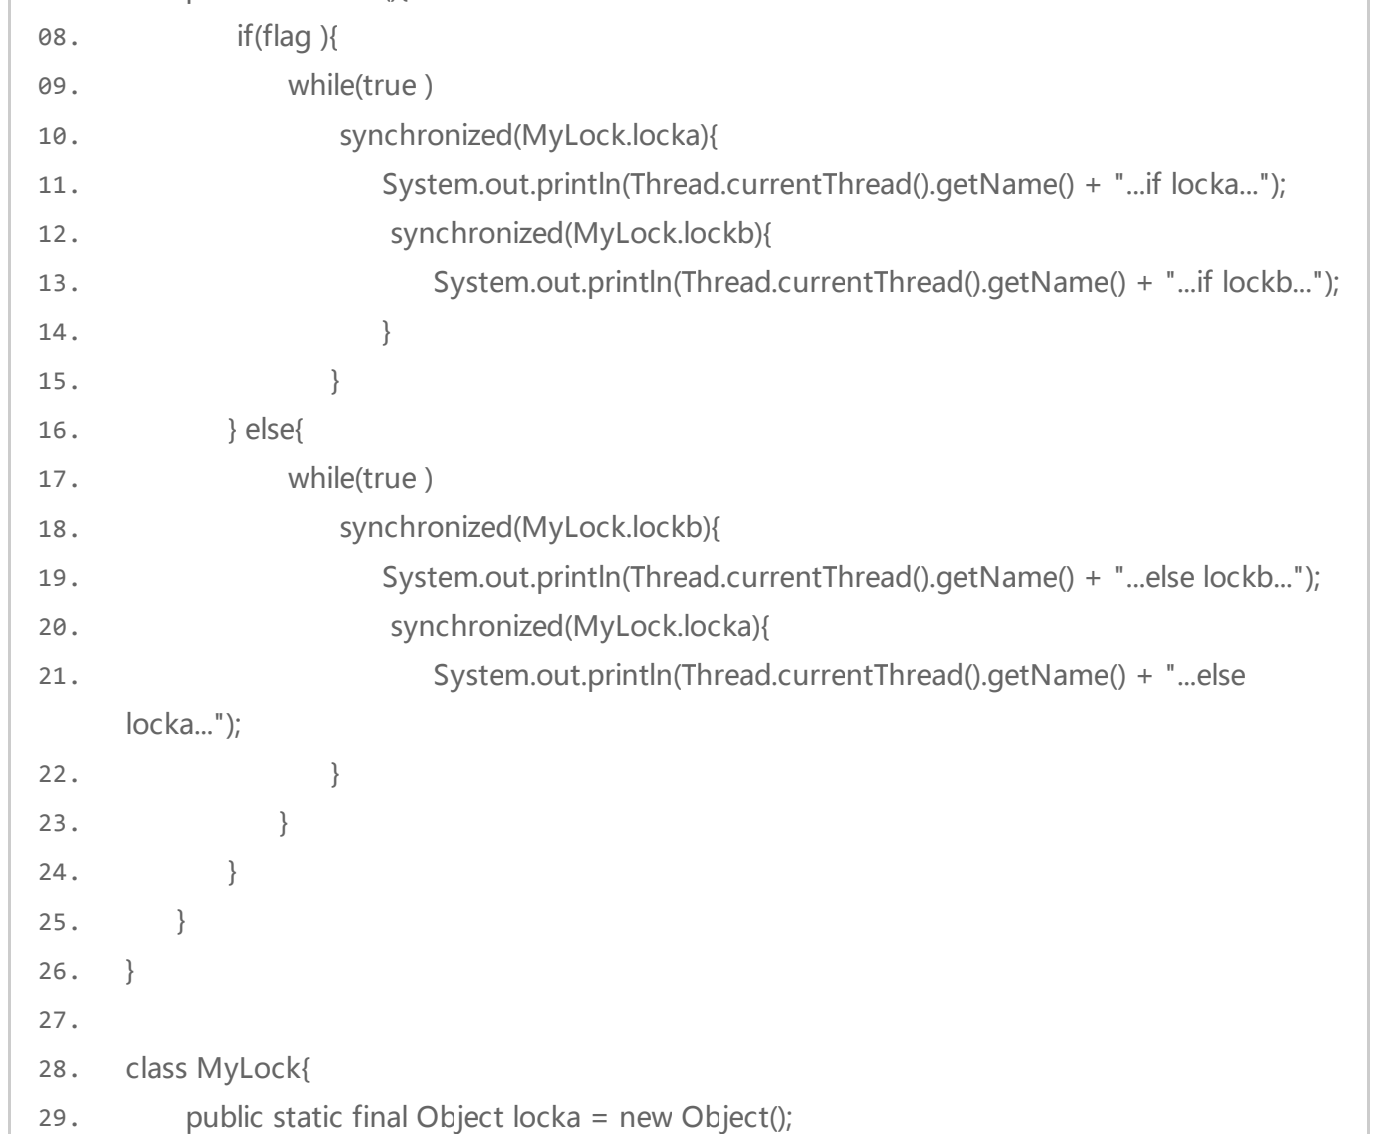 08. if(flag ){
09. while(true )
10. synchronized(MyLock.locka){
11. System.out.println(Thread.currentThread().getName() + "...if locka...");
12. synchronized(MyLock.lockb){
13. System.out.println(Thread.currentThread().getName() + "...if lockb...");
14. }
15. }
16. } else{
17. while(true )
18. synchronized(MyLock.lockb){
19. System.out.println(Thread.currentThread().getName() + "...else lockb...");
20. synchronized(MyLock.locka){
21. System.out.println(Thread.currentThread().getName() + "...else
locka...");
22. }
23. }
24. }
25. }
26. }
27.
28. class MyLock{
29. public static final Object locka = new Object();